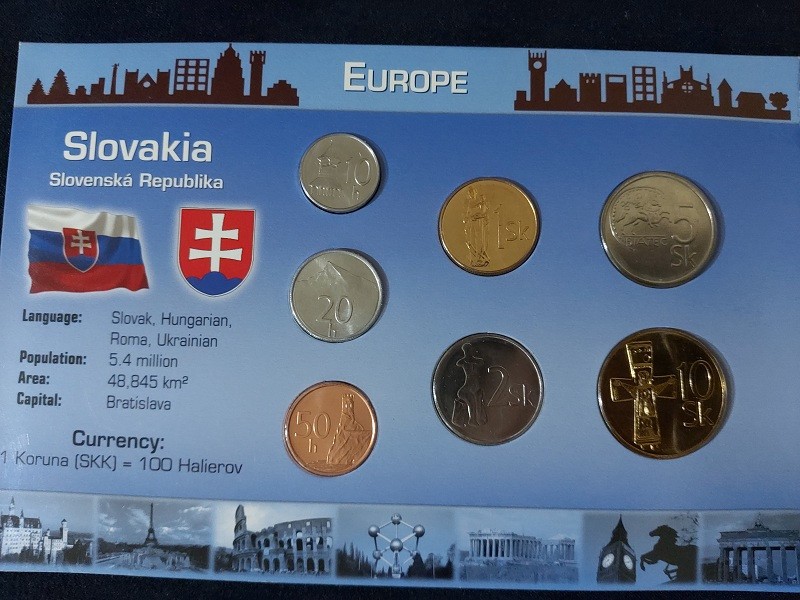 EUROPE
Slovakia
Slovenská Republika
Language: Slovak, Hungarian,
Roma, Ukrainian
Population: 5.4 million
Area: 48,845 km²
Capital: Bratislava
Currency:
1 Koruna (SKK) = 100 Halierov
10
h
20
h
50
h
1 Sk
2 Sk
5
Sk
10
Sk